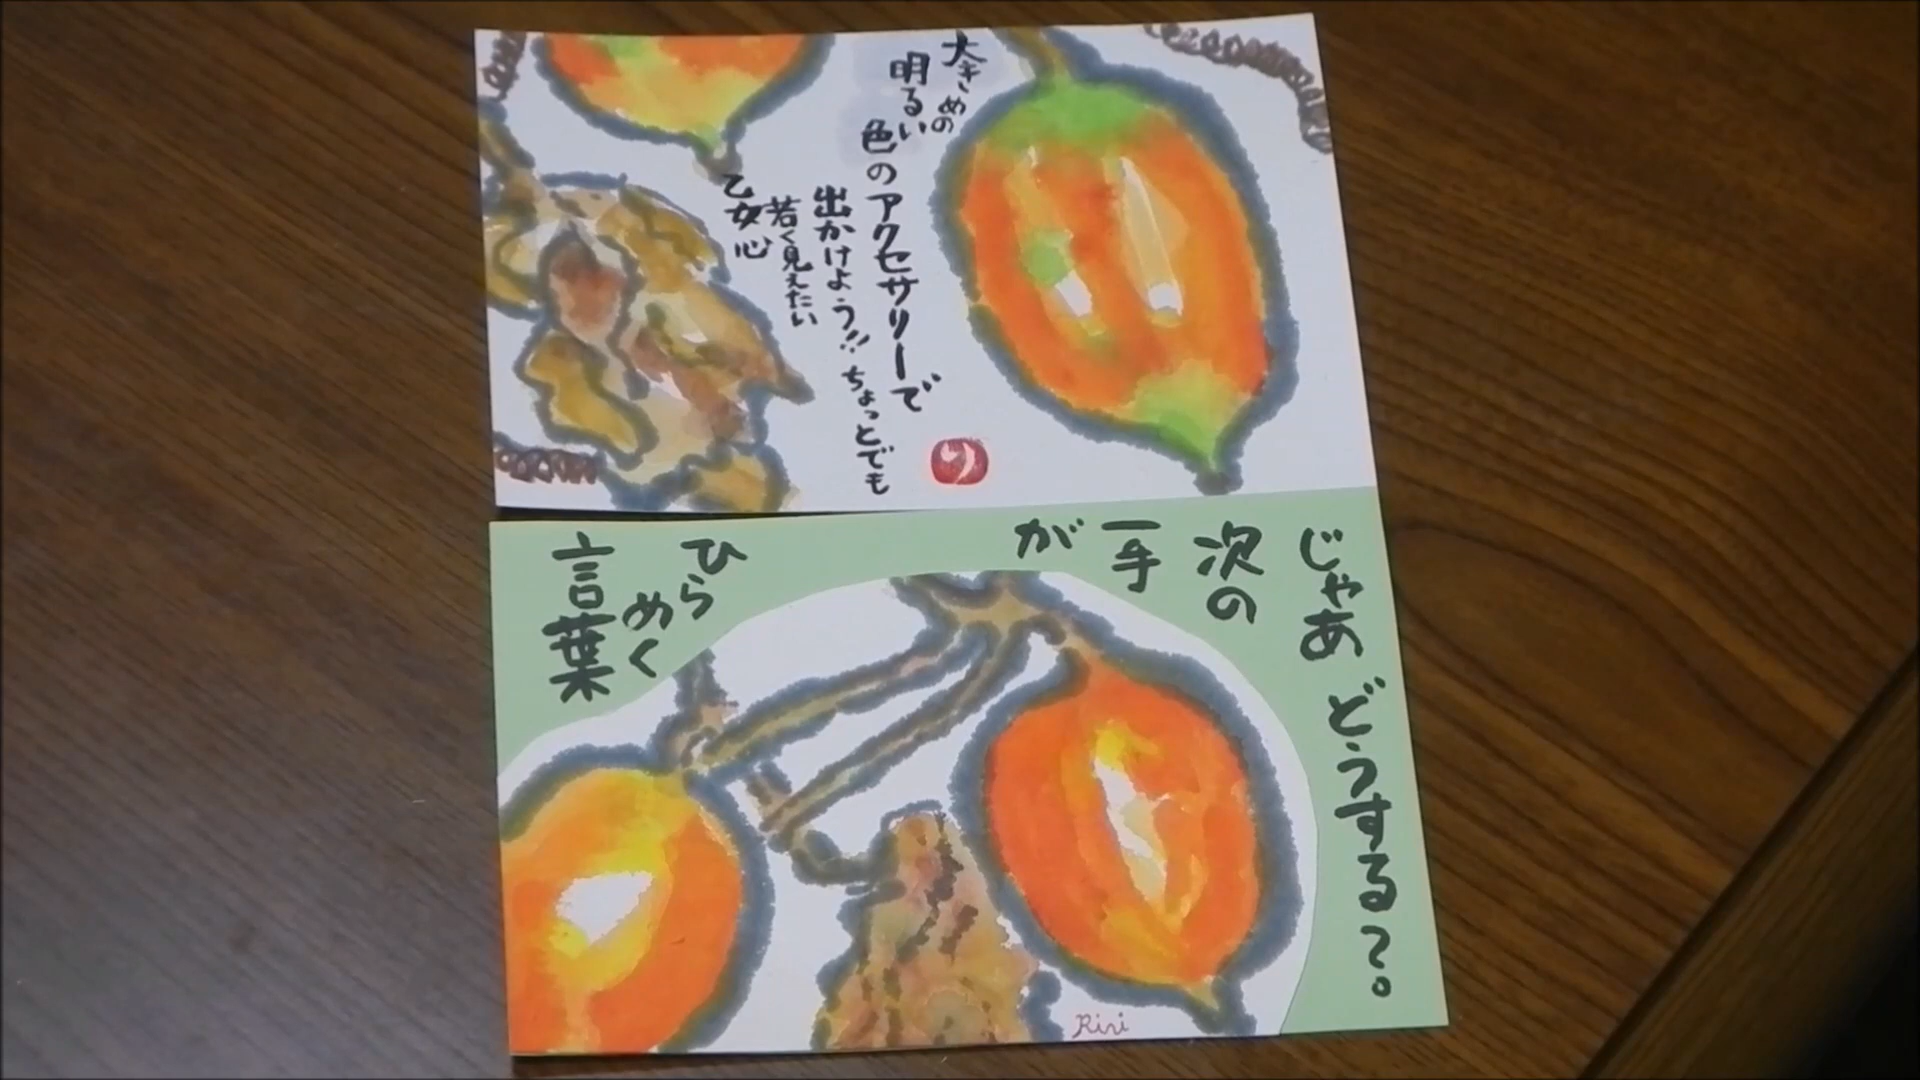 大きめの
明るい
色のアクセサリーで
出かけよう!!ちょっとでも
若く見えたい
乙女心
り
じゃあどうする?。
次の
一手
が
ひら
めく
言葉
Riri